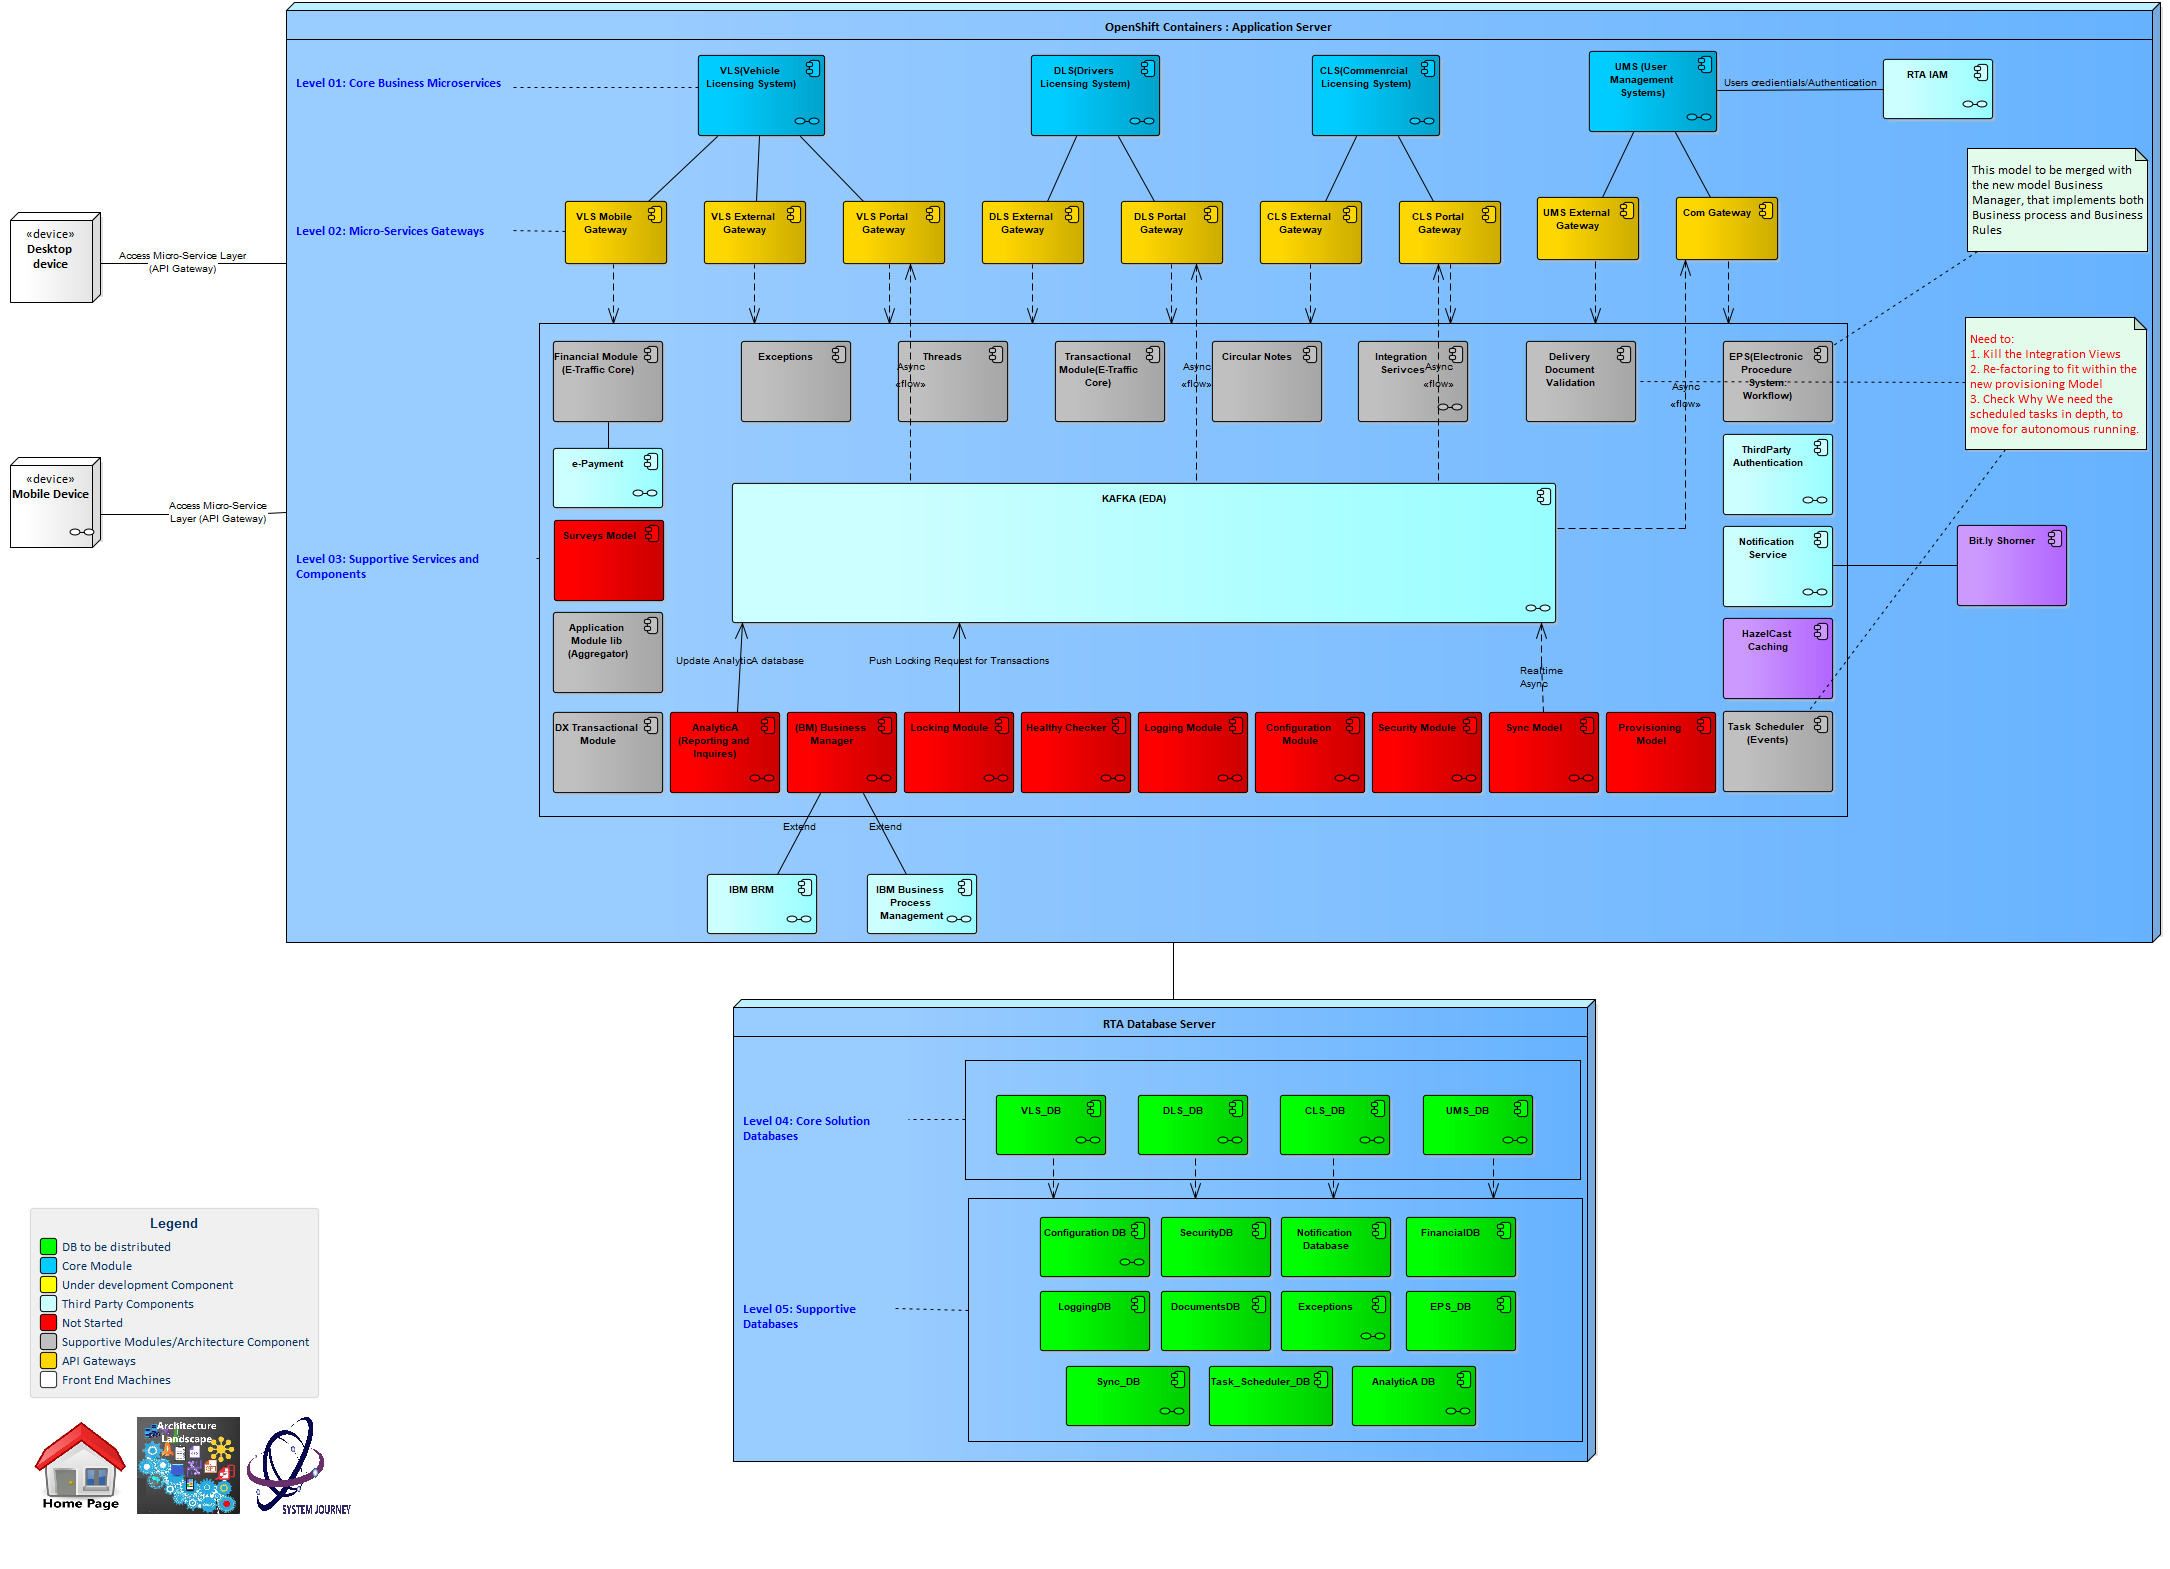 OpenShift Containers : Application Server
Level 01: Core Business Microservices
VLS(Vehicle
Licensing System)
DLS(Drivers
Licensing System)
CLS(Commenrcial
Licensing System)
UMS (User
Management
Systems)
Users credientials/Authentication
RTA IAM
This model to be merged with
the new model Business
Manager, that implements both
Business process and Business
Rules
«device»
Desktop
device
Access Micro-Service Layer
(API Gateway)
Level 02: Micro-Services Gateways
VLS Mobile
Gateway
VLS External
Gateway
VLS Portal
Gateway
DLS External
Gateway
DLS Portal
Gateway
CLS External
Gateway
CLS Portal
Gateway
UMS External
Gateway
Com Gateway
Financial Module
(E-Traffic Core)
Exceptions
Threads
Async
«flow»
Transactional
Module(E-Traffic
Core)
Async
«flow»
Circular Notes
Integration
Serivces
Async
«flow»
Delivery
Document
Validation
Async
«flow»
EPS(Electronic
Procedure
System:
Workflow)
Need to:
1. Kill the Integration Views
2. Re-factoring to fit within the
new provisioning Model
3. Check Why We need the
scheduled tasks in depth, to
move for autonomous running.
e-Payment
ThirdParty
Authentication
«device»
Mobile Device
Access Micro-Service
Layer (API Gateway)
KAFKA (EDA)
Level 03: Supportive Services and
Components
Surveys Model
Notification
Service
Bit.ly Shorner
Application
Module lib
(Aggregator)
HazelCast
Caching
Update AnalyticA database
Push Locking Request for Transactions
Realtime
Async
DX Transactional
Module
AnalyticA
(Reporting and
Inquires)
(BM) Business
Manager
Locking Module
Healthy Checker
Logging Module
Configuration
Module
Security Module
Sync Model
Provisioning
Model
Task Scheduler
(Events)
Extend
Extend
IBM BRM
IBM Business
Process
Management
RTA Database Server
Level 04: Core Solution
Databases
VLS_DB
DLS_DB
CLS_DB
UMS_DB
Level 05: Supportive
Databases
Configuration DB
SecurityDB
Notification
Database
FinancialDB
LoggingDB
DocumentsDB
Exceptions
EPS_DB
Sync_DB
Task_Scheduler_DB
AnalyticA DB
Legend
DB to be distributed
Core Module
Under development Component
Third Party Components
Not Started
Supportive Modules/Architecture Component
API Gateways
Front End Machines
Home Page
Architecture
Landscape
SYSTEM JOURNEY